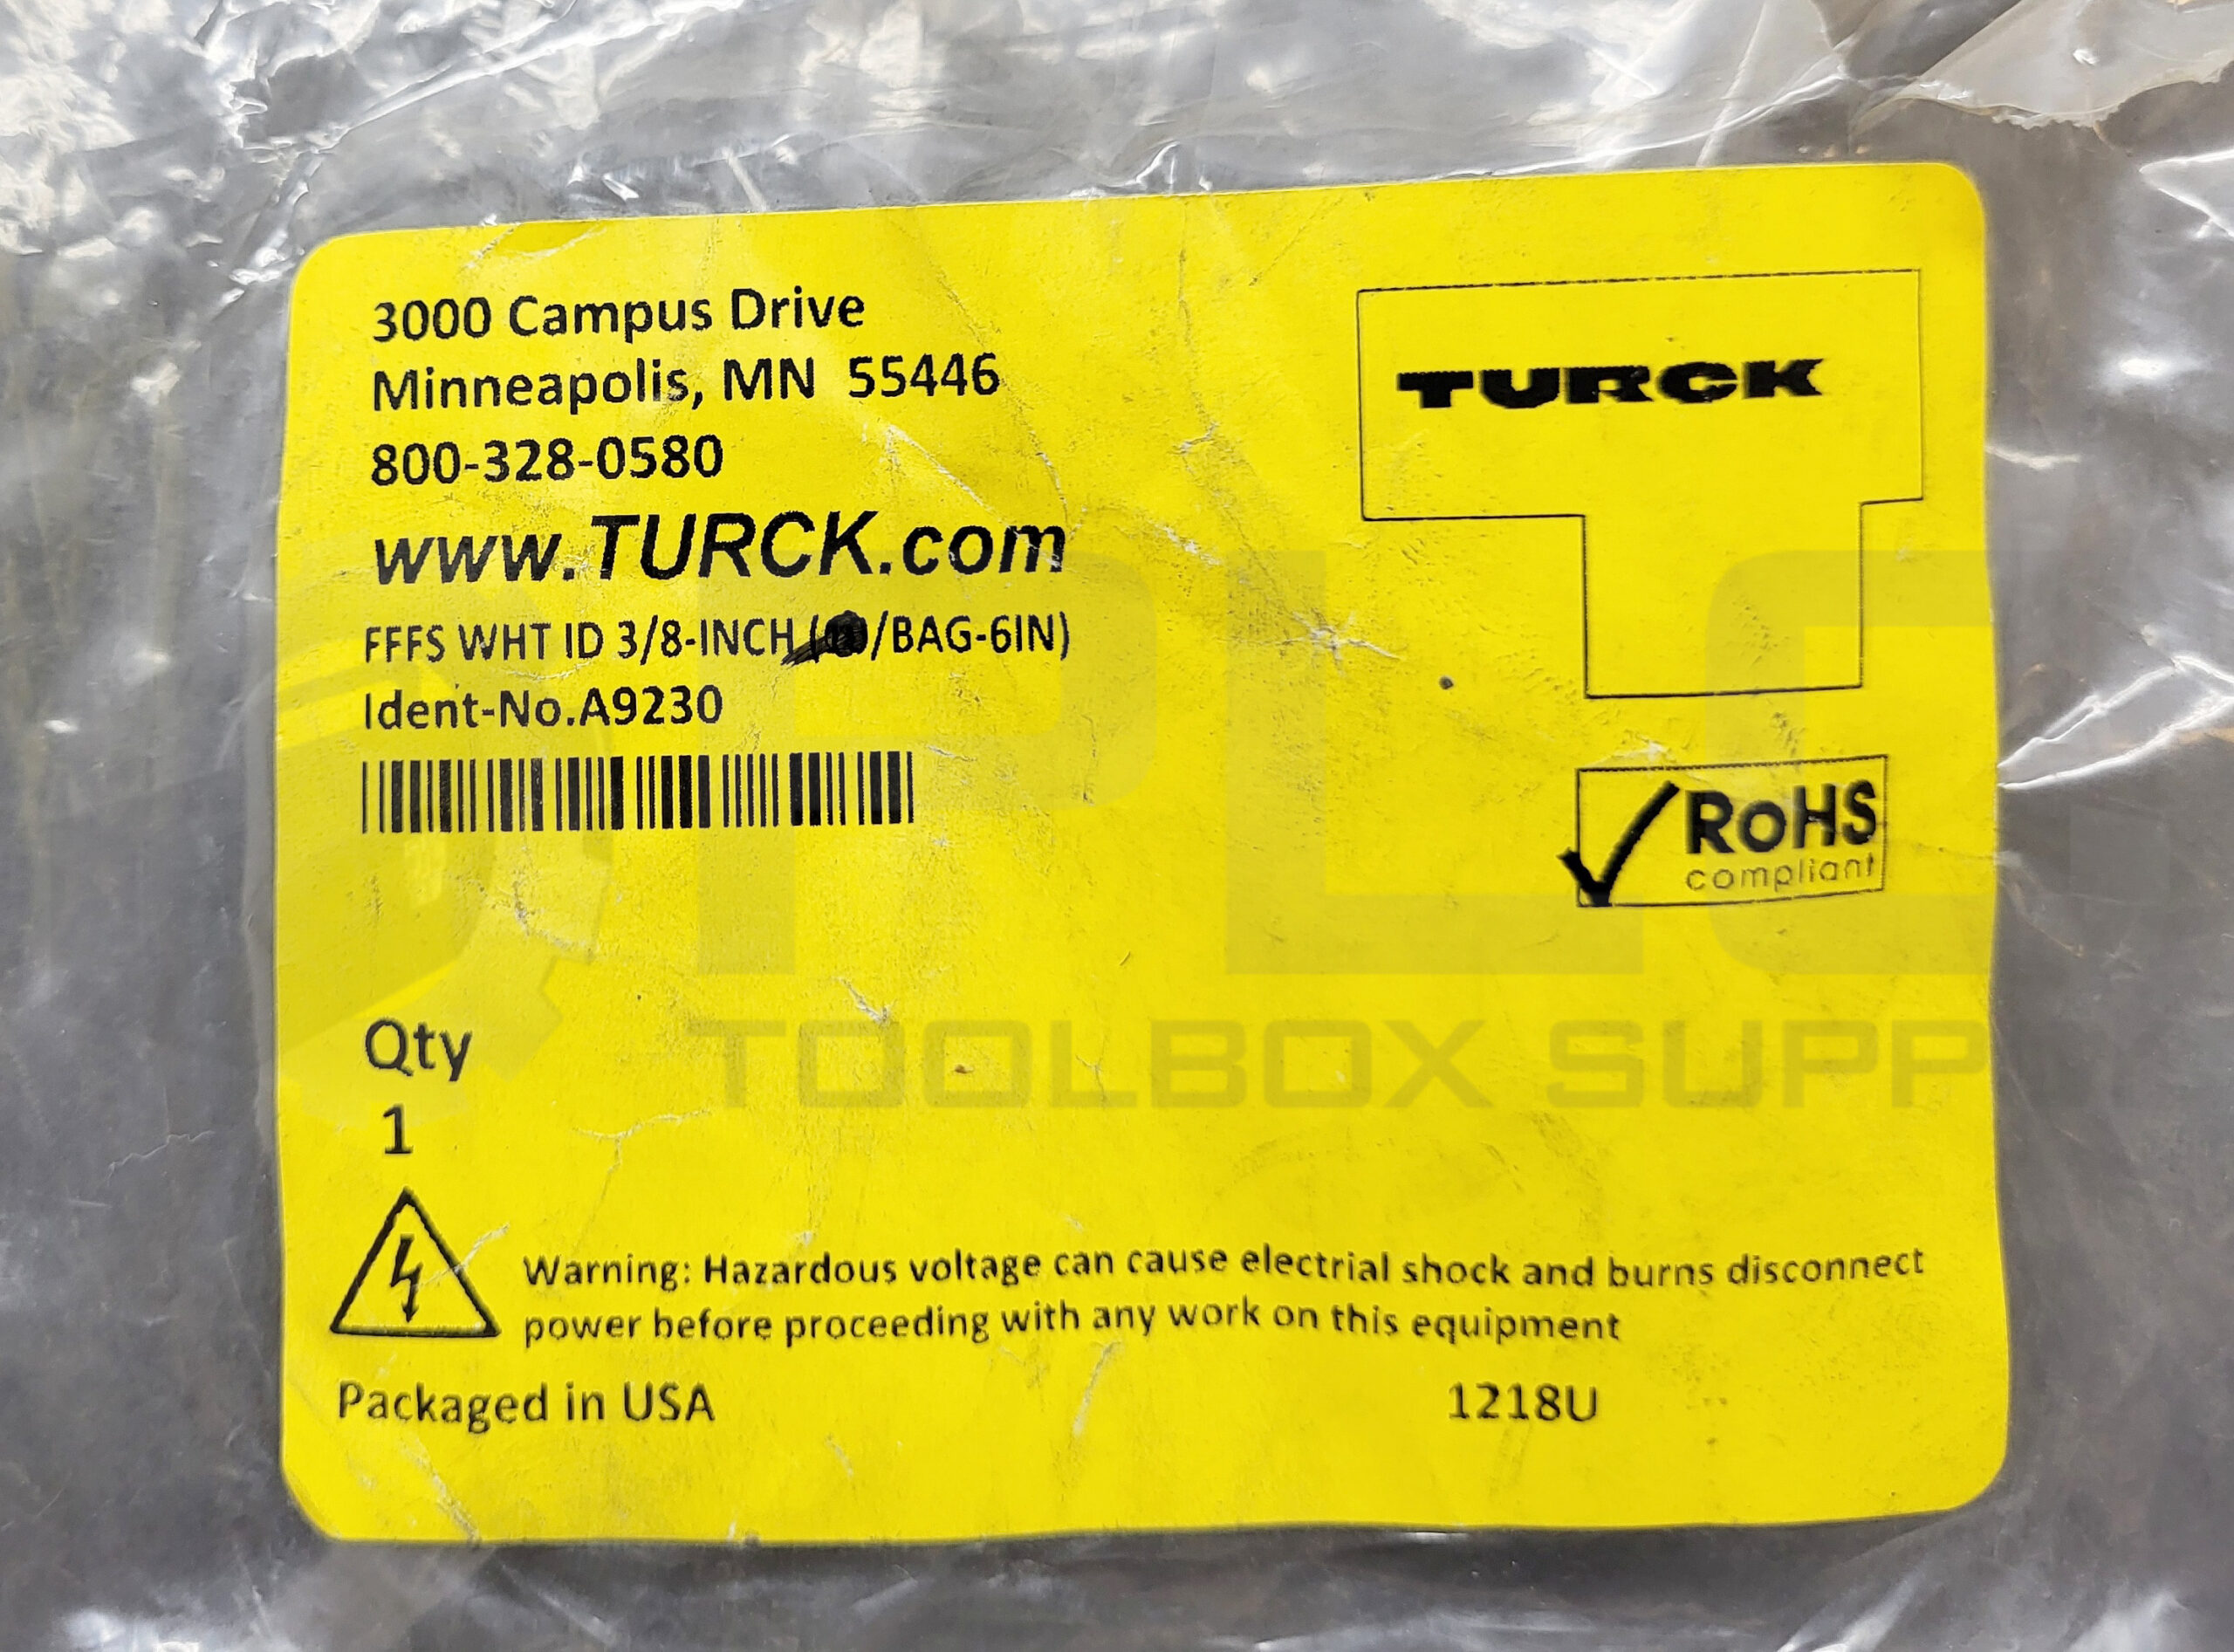 3000 Campus Drive
Minneapolis, MN 55446
800-328-0580
www.TURCK.com
FFFS WHT ID 3/8-INCH ( /BAG-6IN)
Ident-No.A9230
TURCK
RoHS
compliant
Qty
1
Warning: Hazardous voltage can cause electrial shock and burns disconnect
power before proceeding with any work on this equipment
Packaged in USA
1218U
PLC
TOOLBOX SUPP